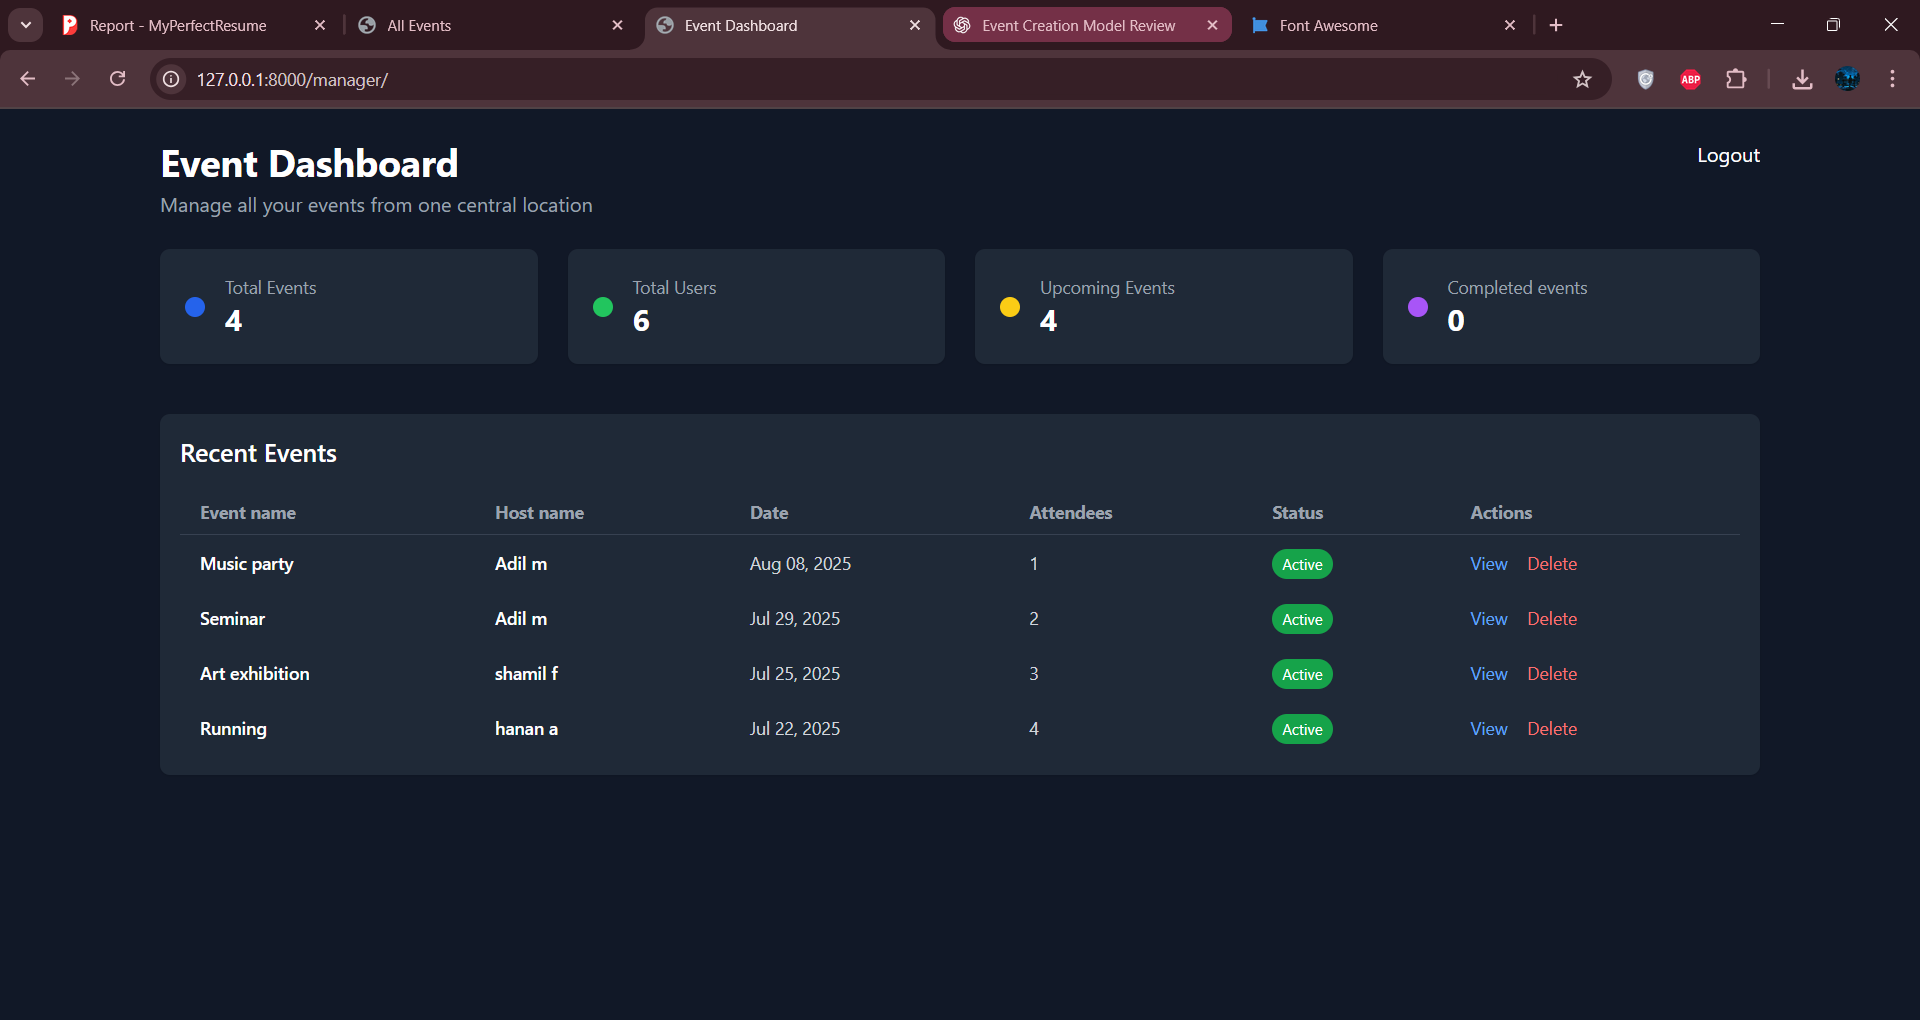 Report - MyPerfectResume
All Events
Event Dashboard
Event Creation Model Review
Font Awesome
127.0.0.1:8000/manager/
ABP
Event Dashboard
Logout
Manage all your events from one central location
Total Events
4
Total Users
6
Upcoming Events
4
Completed events
0
Recent Events
Event name Host name Date Attendees Status Actions
Music party Adil m Aug 08, 2025 1 Active View Delete
Seminar Adil m Jul 29, 2025 2 Active View Delete
Art exhibition shamil f Jul 25, 2025 3 Active View Delete
Running hanan a Jul 22, 2025 4 Active View Delete